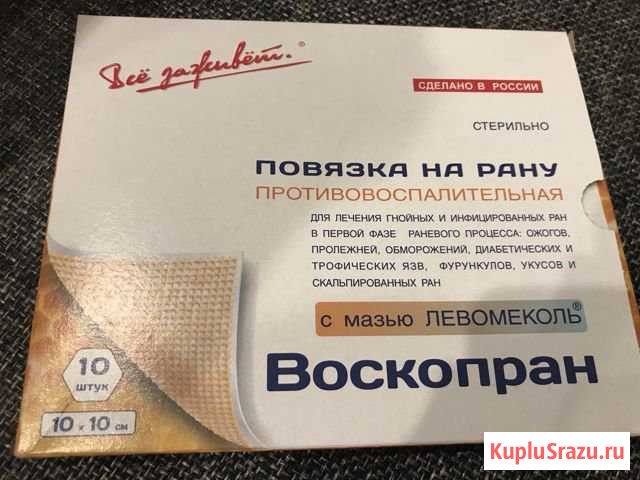 Всё заживёт.®
СДЕЛАНО В РОССИИ
СТЕРИЛЬНО
ПОВЯЗКА НА РАНУ
ПРОТИВОВОСПАЛИТЕЛЬНАЯ
ДЛЯ ЛЕЧЕНИЯ ГНОЙНЫХ И ИНФИЦИРОВАННЫХ РАН
В ПЕРВОЙ ФАЗЕ РАНЕВОГО ПРОЦЕССА: ОЖОГОВ,
ПРОЛЕЖНЕЙ, ОБМОРОЖЕНИЙ, ДИАБЕТИЧЕСКИХ И
ТРОФИЧЕСКИХ ЯЗВ, ФУРУНКУЛОВ, УКУСОВ И
СКАЛЬПИРОВАННЫХ РАН
с мазью ЛЕВОМЕКОЛЬ®
Воскопран
10
штук
10 x 10 см
KupluSrazu.ru